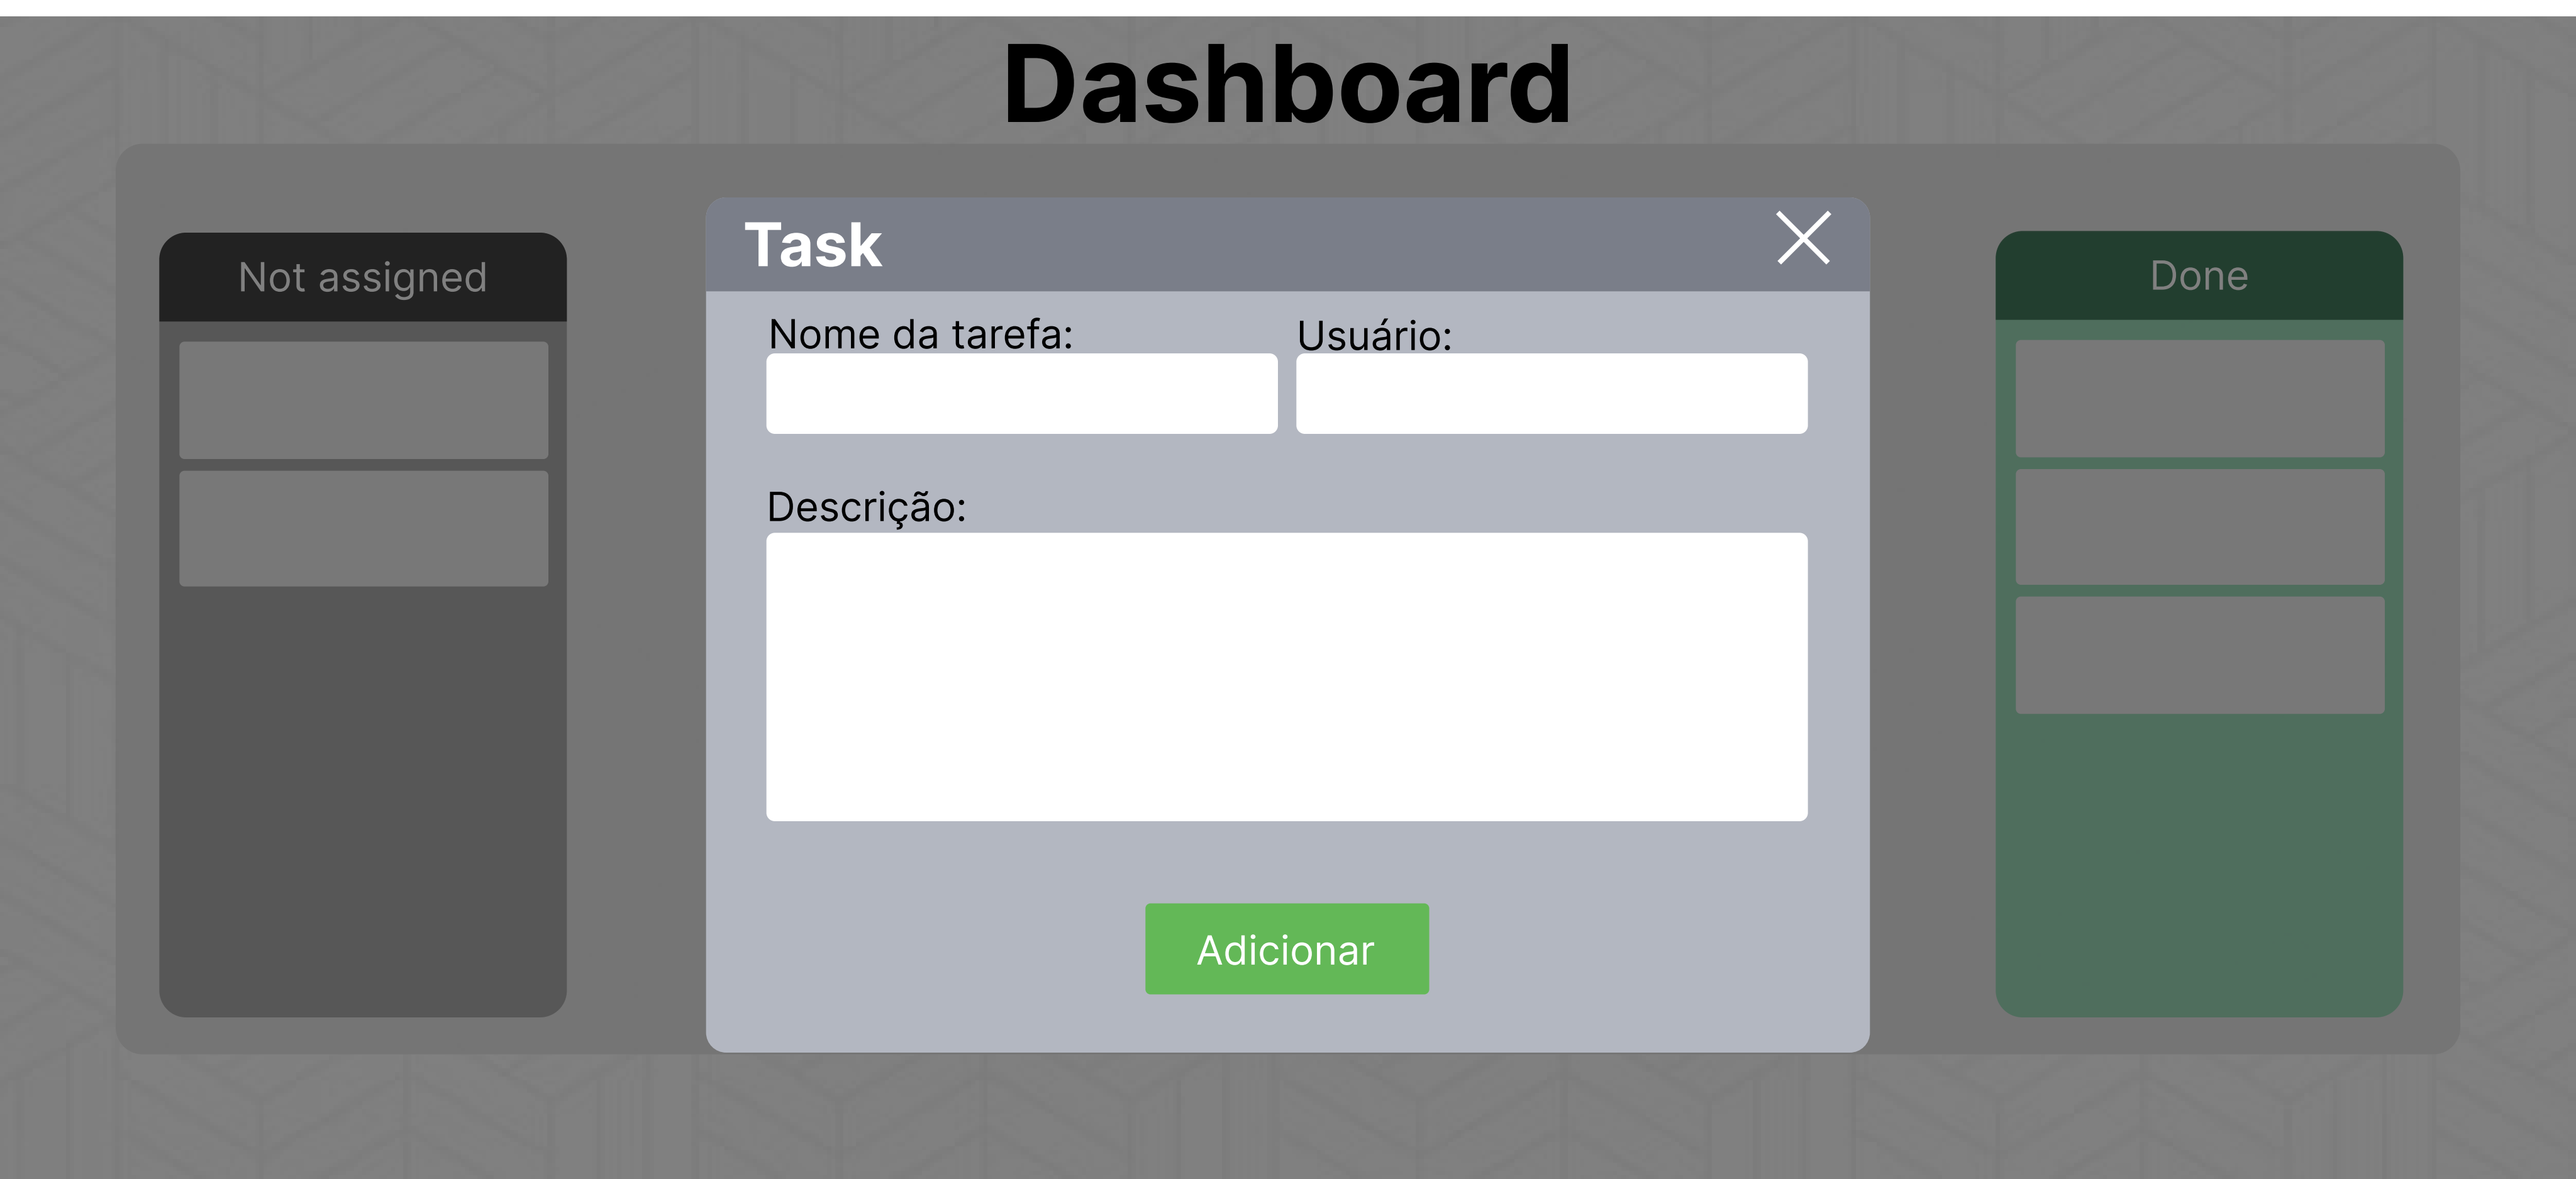 Dashboard
Not assigned
Task
Nome da tarefa:
Usuário:
Descrição:
Adicionar
Done